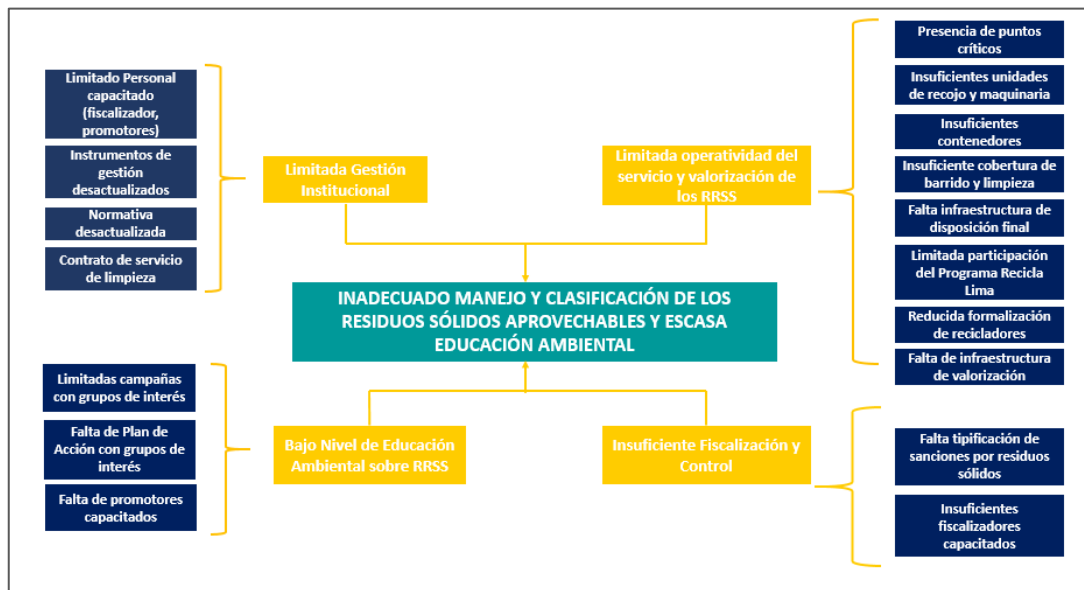 Limitado Personal
capacitado
(fiscalizador,
promotores)
Instrumentos de
gestión
desactualizados
Normativa
desactualizada
Contrato de servicio
de limpieza
Limitada Gestión
Institucional
Limitada operatividad del
servicio y valorización de
los RRSS
Presencia de puntos
críticos
Insuficientes unidades
de recojo y maquinaria
Insuficientes
contenedores
Insuficiente cobertura de
barrido y limpieza
Falta infraestructura de
disposición final
Limitada participación
del Programa Recicla
Lima
Reducida formalización
de recicladores
Falta de infraestructura
de valorización
INADECUADO MANEJO Y CLASIFICACIÓN DE LOS
RESIDUOS SÓLIDOS APROVECHABLES Y ESCASA
EDUCACIÓN AMBIENTAL
Limitadas campañas
con grupos de interés
Falta de Plan de
Acción con grupos de
interés
Falta de promotores
capacitados
Bajo Nivel de Educación
Ambiental sobre RRSS
Insuficiente Fiscalización y
Control
Falta tipificación de
sanciones por residuos
sólidos
Insuficientes
fiscalizadores
capacitados